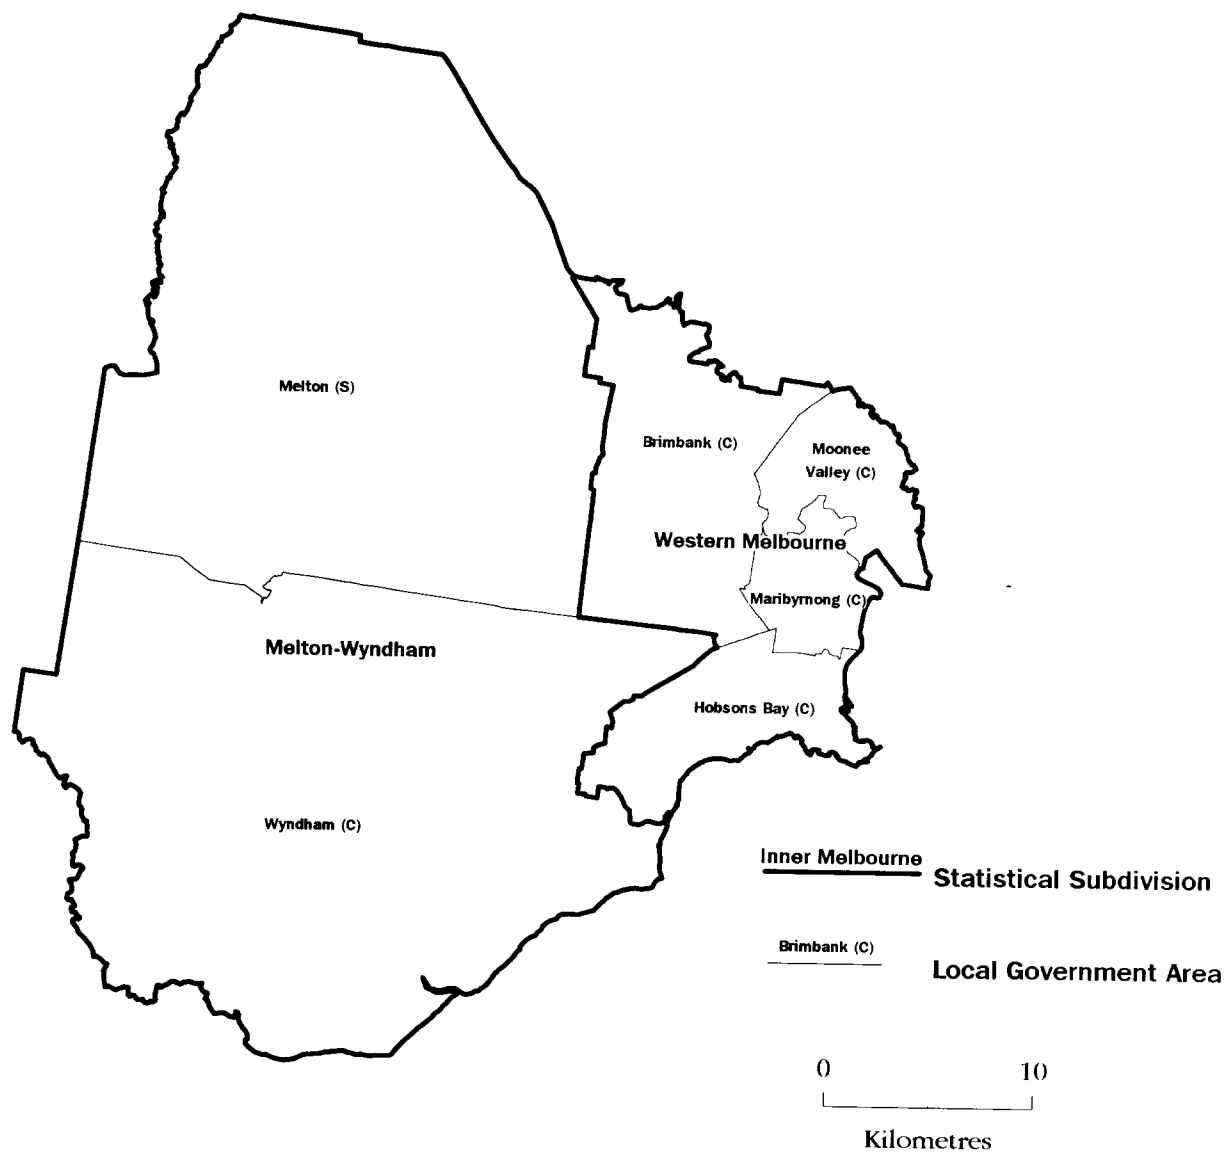 Melton (S)
Brimbank (C)
Moonee
Valley (C)
Western Melbourne
Maribyrnong (C)
Melton-Wyndham
Hobsons Bay (C)
Wyndham (C)
Inner Melbourne
Statistical Subdivision
Brimbank (C)
Local Government Area
0 10
Kilometres